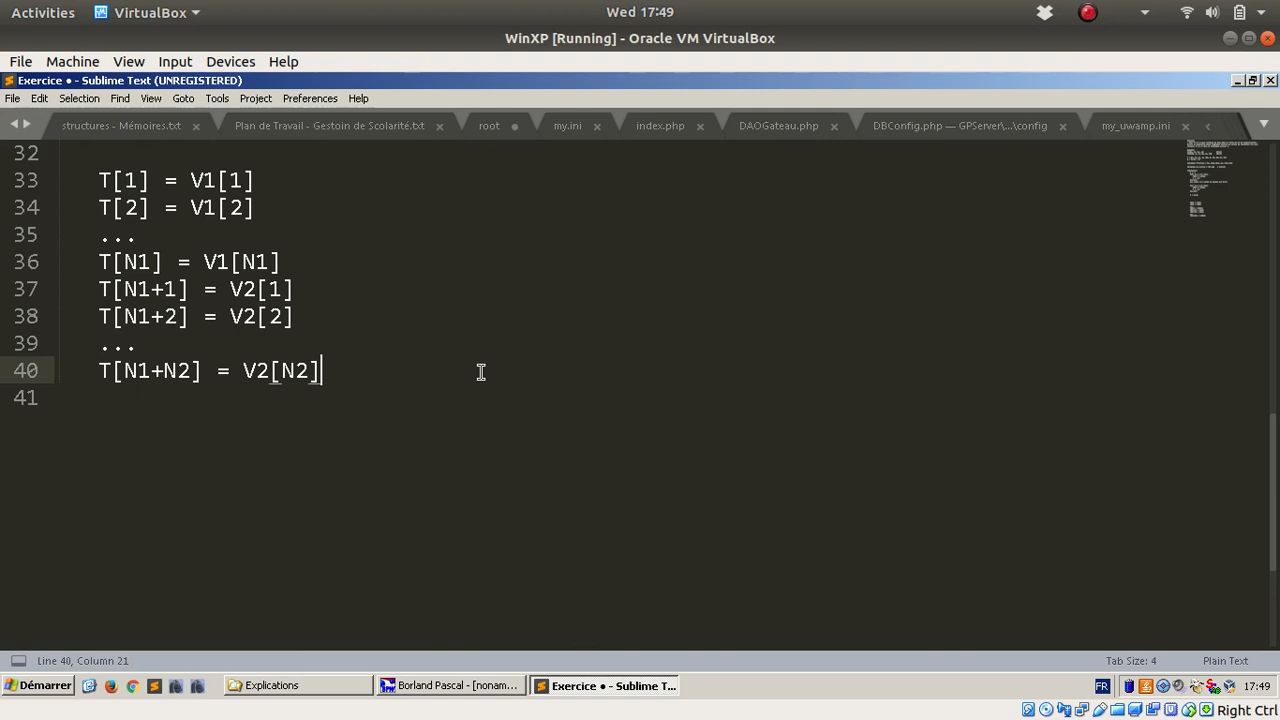 Activities VirtualBox Wed 17:49
WinXP [Running] - Oracle VM VirtualBox
File Machine View Input Devices Help
Exercice • - Sublime Text (UNREGISTERED)
File Edit Selection Find View Goto Tools Project Preferences Help
structures - Mémoires.txt × Plan de Travail - Gestoin de Scolarité.txt × root • my.ini × index.php × DAOGateau.php × DBConfig.php — GPServer\...\config × my_uwamp.ini ×
32
33 T[1] = V1[1]
34 T[2] = V1[2]
35 ...
36 T[N1] = V1[N1]
37 T[N1+1] = V2[1]
38 T[N1+2] = V2[2]
39 ...
40 T[N1+N2] = V2[N2]
41
Line 40, Column 21 Tab Size: 4 Plain Text
Démarrer Explications Borland Pascal - [nonam... Exercice • - Sublime T... FR 17:49
Right Ctrl